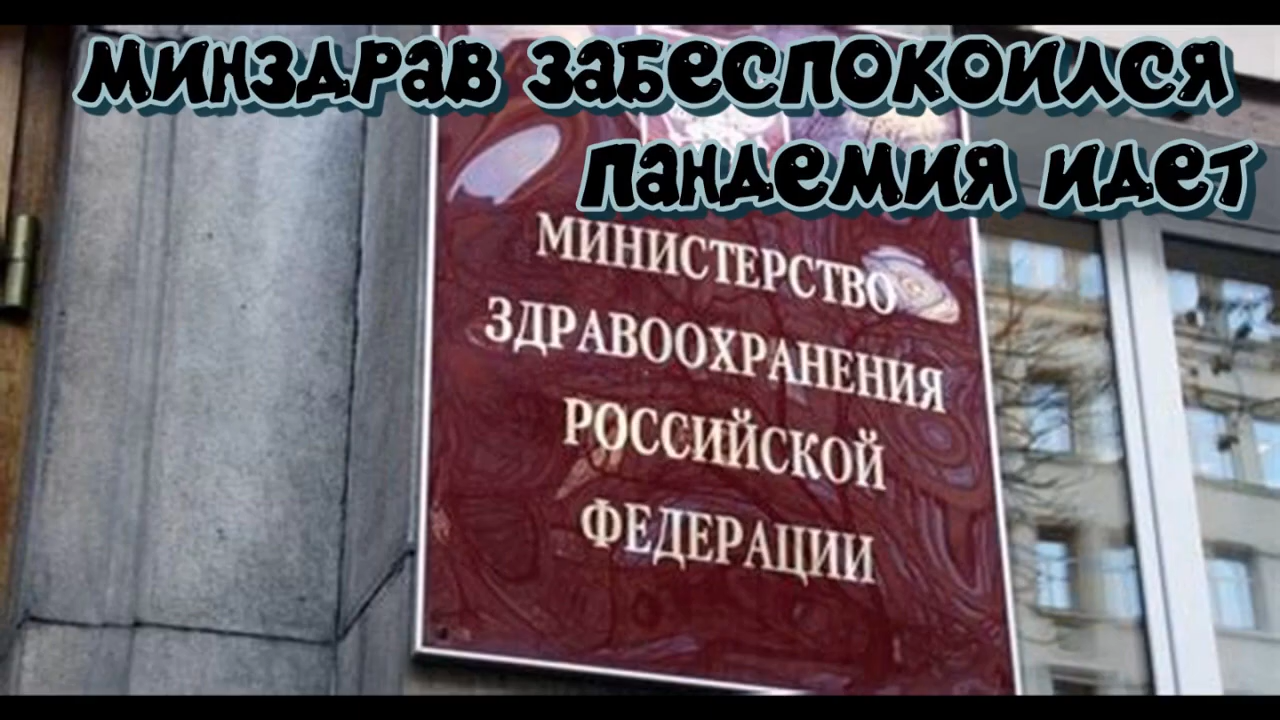 МИНЗДРАВ ЗАБЕСПОКОИЛСЯ
ПАНДЕМИЯ ИДЕТ
МИНИСТЕРСТВО
ЗДРАВООХРАНЕНИЯ
РОССИЙСКОЙ
ФЕДЕРАЦИИ